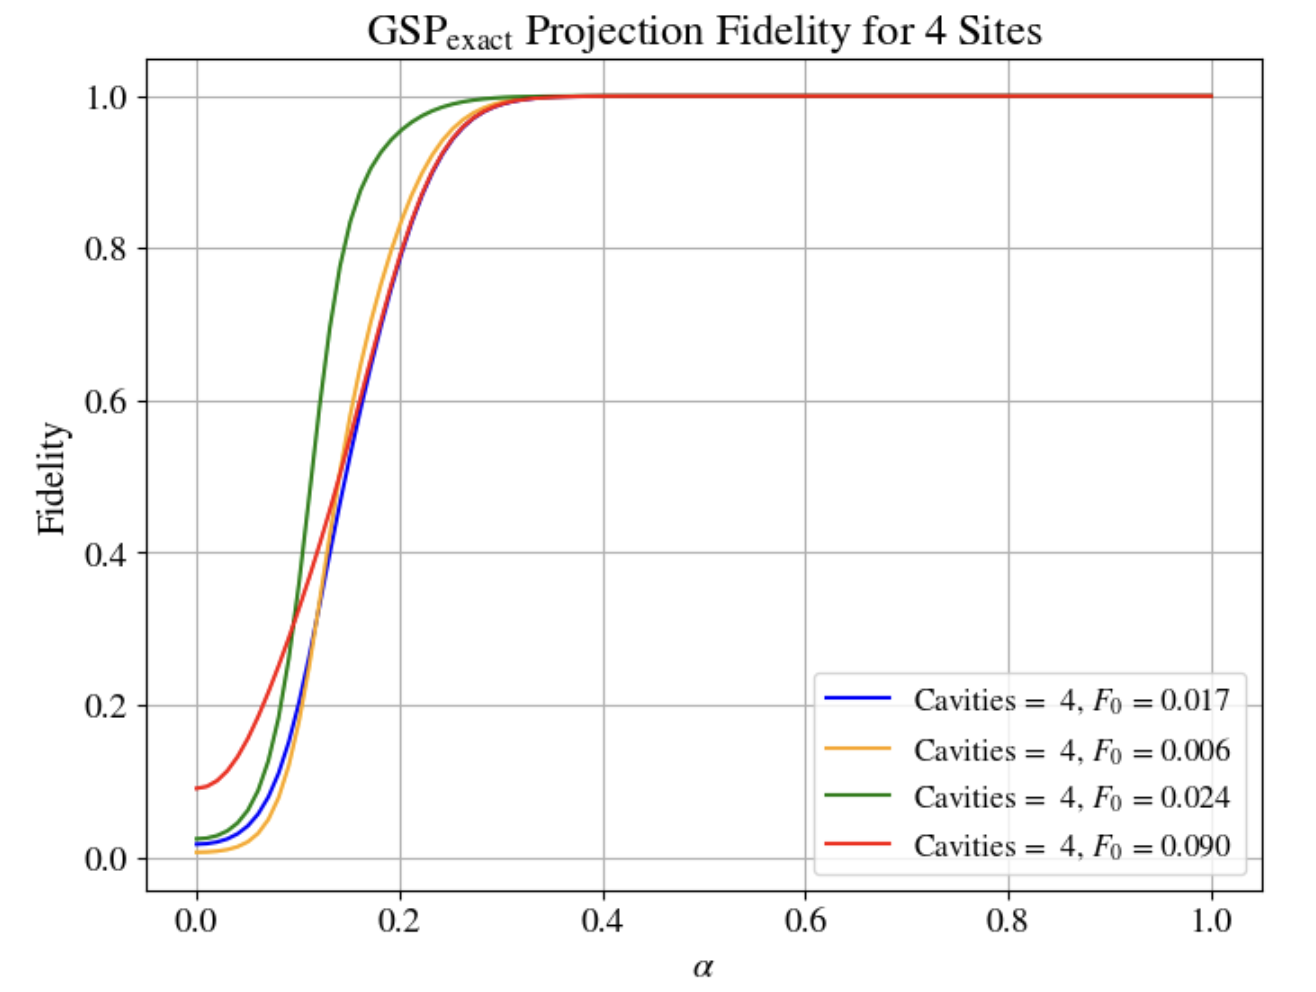 GSPexact Projection Fidelity for 4 Sites
1.0
0.8
0.6
0.4
0.2
0.0
Fidelity
0.0 0.2 0.4 0.6 0.8 1.0
α
Cavities = 4, F0 = 0.017
Cavities = 4, F0 = 0.006
Cavities = 4, F0 = 0.024
Cavities = 4, F0 = 0.090